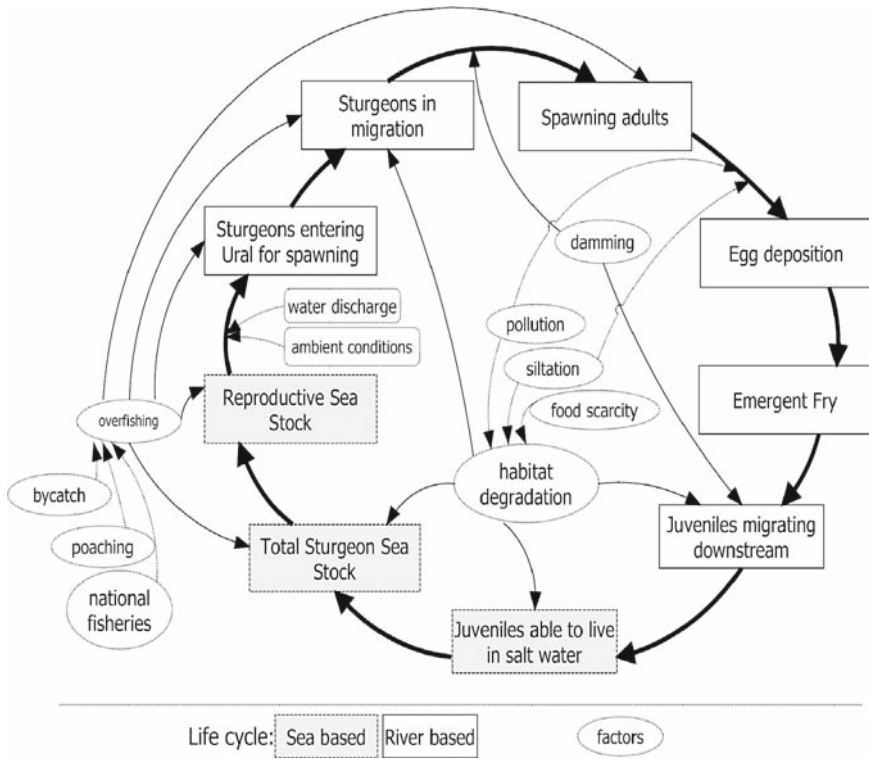 Sturgeons in
migration
Spawning adults
Sturgeons entering
Ural for spawning
damming
Egg deposition
water discharge
ambient conditions
pollution
siltation
food scarcity
Reproductive Sea
Stock
Emergent Fry
overfishing
bycatch
poaching
national
fisheries
habitat
degradation
Total Sturgeon Sea
Stock
Juveniles migrating
downstream
Juveniles able to live
in salt water
Life cycle:
Sea based
River based
factors